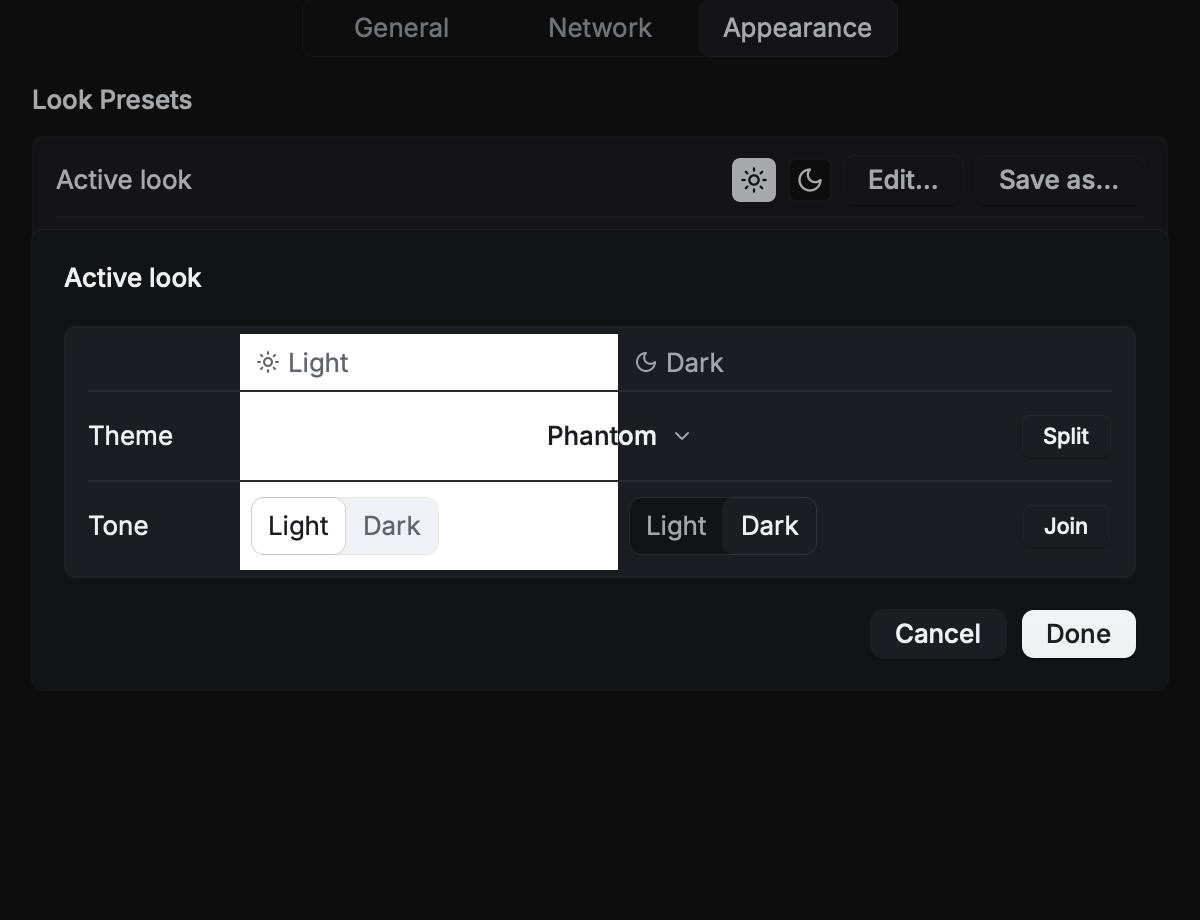 General Network Appearance
Look Presets
Active look Edit... Save as...
Active look
Light Dark
Theme Phantom Split
Tone Light Dark Light Dark Join
Cancel Done